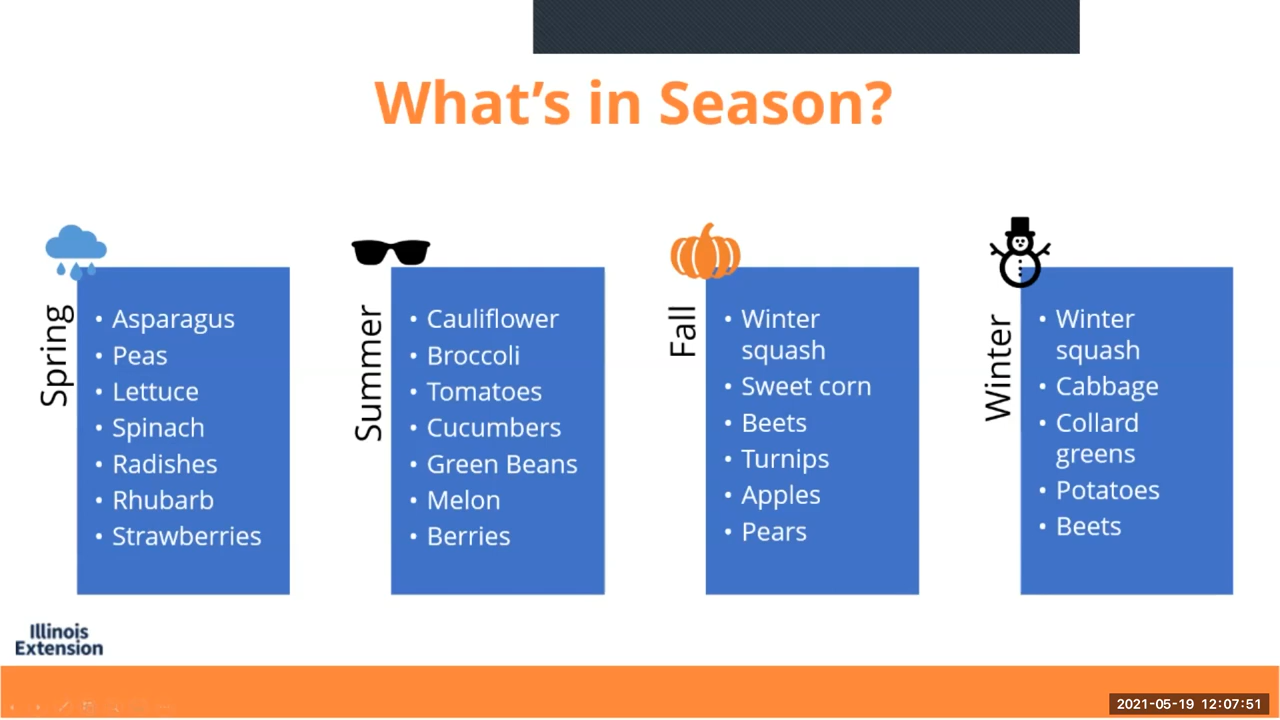 What's in Season?
Spring
• Asparagus
• Peas
• Lettuce
• Spinach
• Radishes
• Rhubarb
• Strawberries
Summer
• Cauliflower
• Broccoli
• Tomatoes
• Cucumbers
• Green Beans
• Melon
• Berries
Fall
• Winter
squash
• Sweet corn
• Beets
• Turnips
• Apples
• Pears
Winter
• Winter
squash
• Cabbage
• Collard
greens
• Potatoes
• Beets
Illinois
Extension
2021-05-19 12:07:51